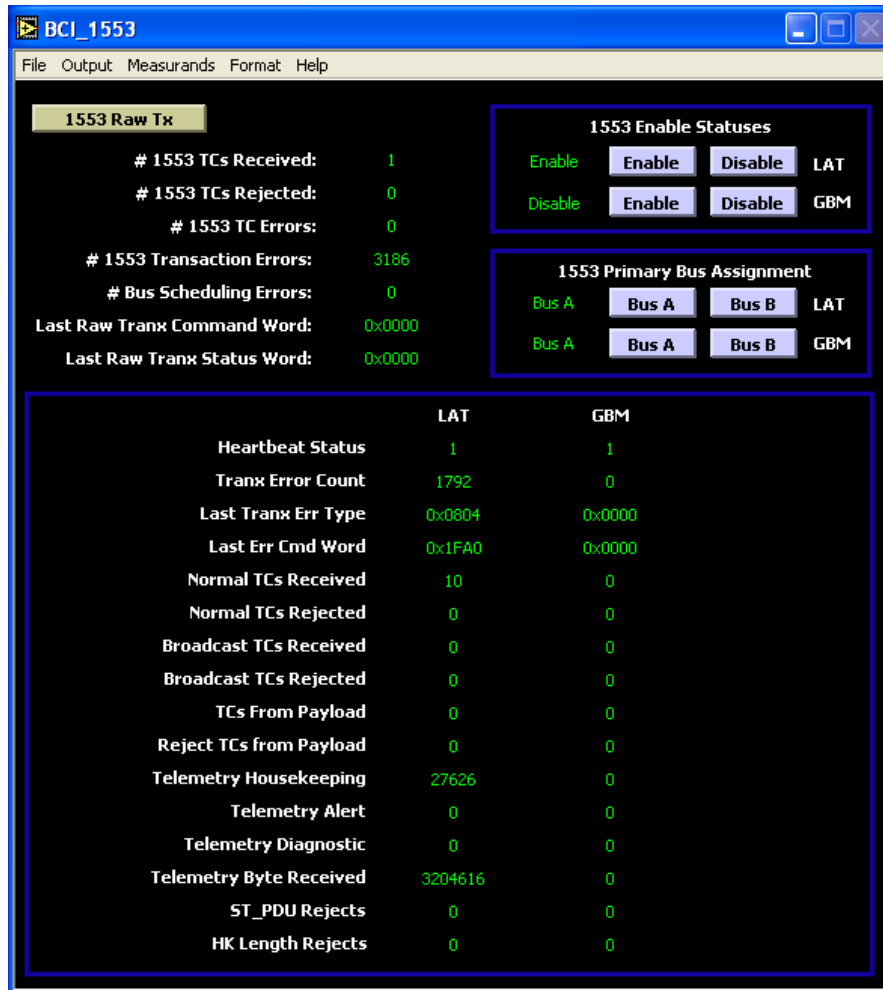 BCI_1553
File Output Measurands Format Help
1553 Raw Tx
# 1553 TCs Received: 1
# 1553 TCs Rejected: 0
# 1553 TC Errors: 0
# 1553 Transaction Errors: 3186
# Bus Scheduling Errors: 0
Last Raw Tranx Command Word: 0x0000
Last Raw Tranx Status Word: 0x0000
1553 Enable Statuses
Enable Enable Disable LAT
Disable Enable Disable GBM
1553 Primary Bus Assignment
Bus A Bus A Bus B LAT
Bus A Bus A Bus B GBM
LAT GBM
Heartbeat Status 1 1
Tranx Error Count 1792 0
Last Tranx Err Type 0x0804 0x0000
Last Err Cmd Word 0x1FA0 0x0000
Normal TCs Received 10 0
Normal TCs Rejected 0 0
Broadcast TCs Received 0 0
Broadcast TCs Rejected 0 0
TCs From Payload 0 0
Reject TCs from Payload 0 0
Telemetry Housekeeping 27626 0
Telemetry Alert 0 0
Telemetry Diagnostic 0 0
Telemetry Byte Received 3204616 0
ST_PDU Rejects 0 0
HK Length Rejects 0 0